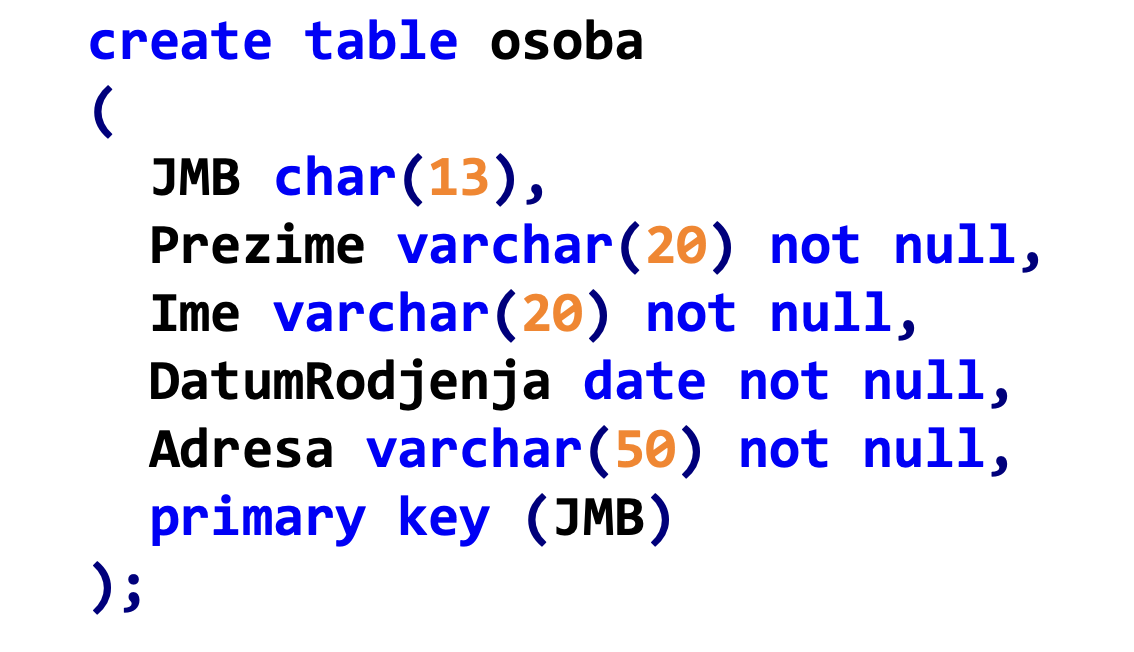 create table osoba
(
JMB char(13),
Prezime varchar(20) not null,
Ime varchar(20) not null,
DatumRodjenja date not null,
Adresa varchar(50) not null,
primary key (JMB)
);